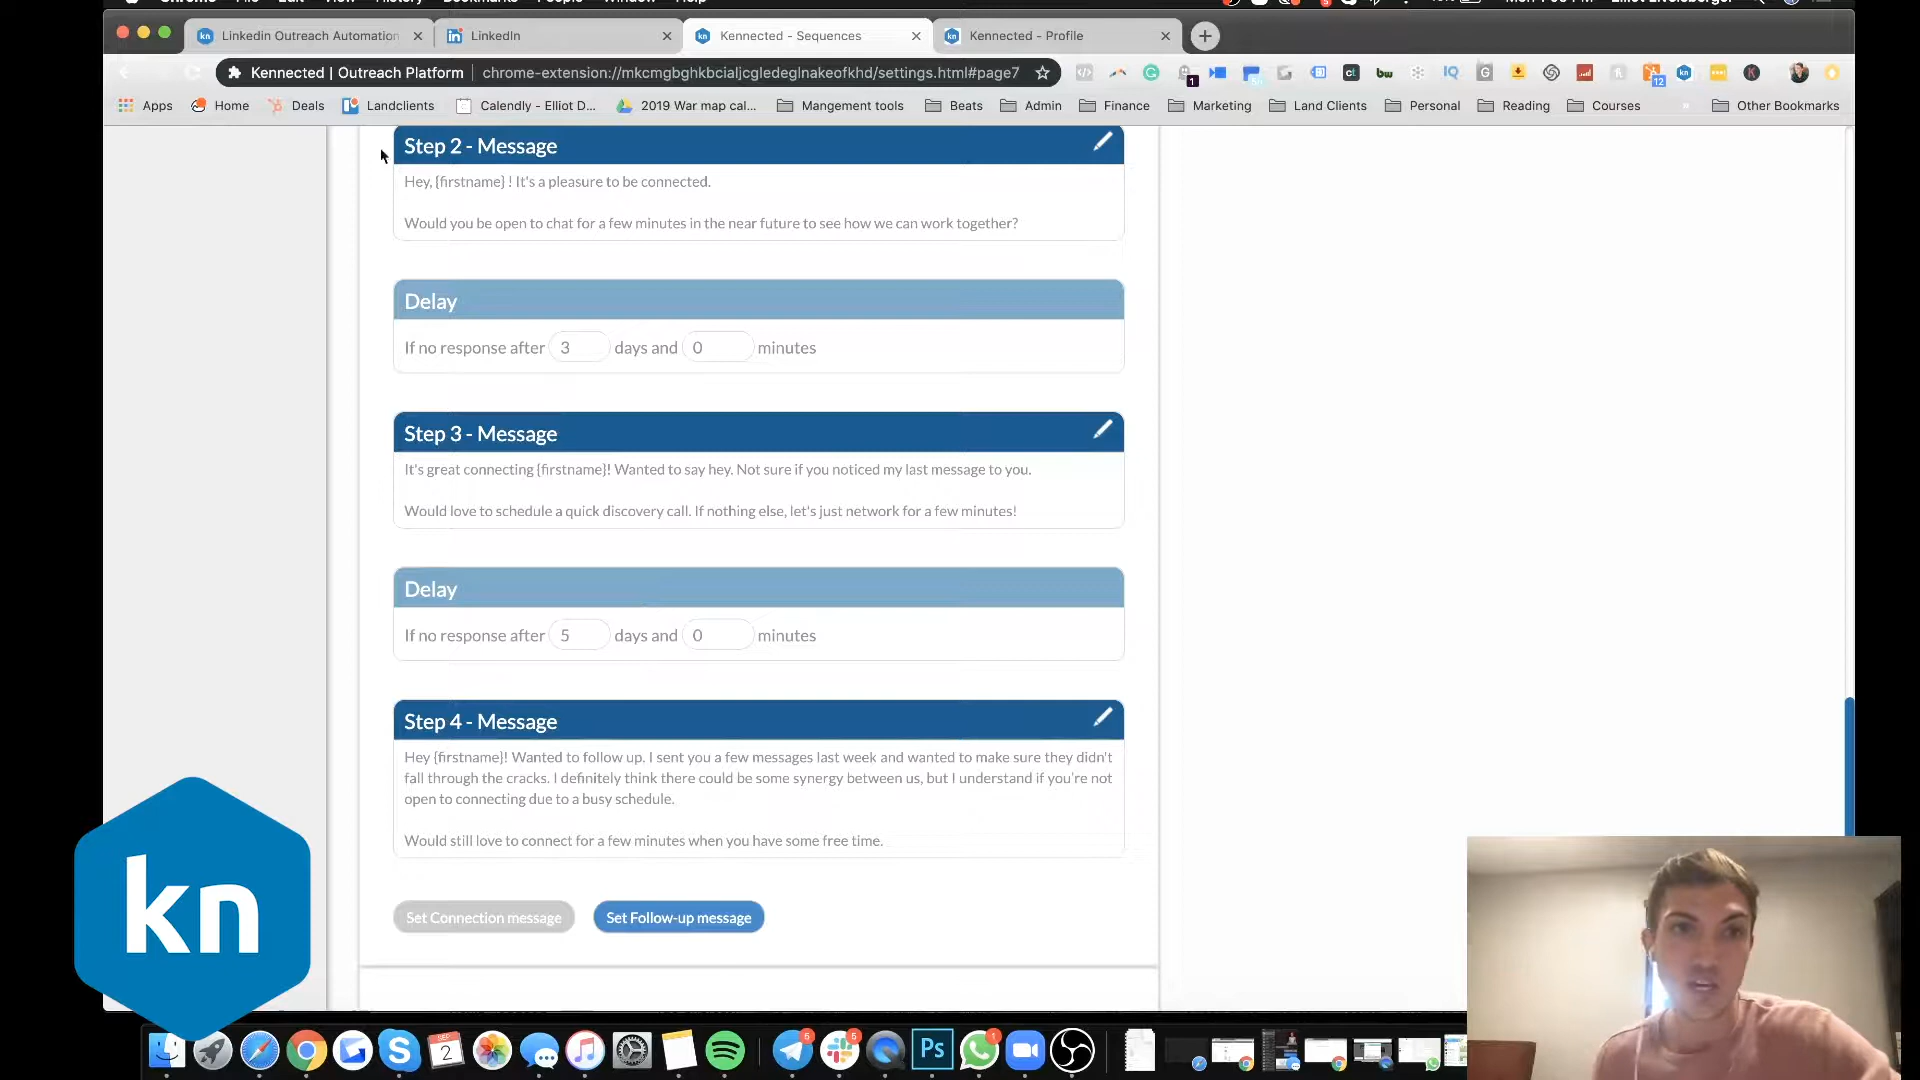 Linkedin Outreach Automation
LinkedIn
Kennected - Sequences
Kennected - Profile
Kennected | Outreach Platform
chrome-extension://mkcmgbghkbcialjcgledeglnakeofkhd/settings.html#page7
Apps
Home
Deals
Landclients
Calendly - Elliot D...
2019 War map cal...
Mangement tools
Beats
Admin
Finance
Marketing
Land Clients
Personal
Reading
Courses
Other Bookmarks
Step 2 - Message
Hey, {firstname} ! It's a pleasure to be connected.
Would you be open to chat for a few minutes in the near future to see how we can work together?
Delay
If no response after 3 days and 0 minutes
Step 3 - Message
It's great connecting {firstname}! Wanted to say hey. Not sure if you noticed my last message to you.
Would love to schedule a quick discovery call. If nothing else, let's just network for a few minutes!
Delay
If no response after 5 days and 0 minutes
Step 4 - Message
Hey {firstname}! Wanted to follow up. I sent you a few messages last week and wanted to make sure they didn't
fall through the cracks. I definitely think there could be some synergy between us, but I understand if you're not
open to connecting due to a busy schedule.
Would still love to connect for a few minutes when you have some free time.
Set Connection message
Set Follow-up message
kn